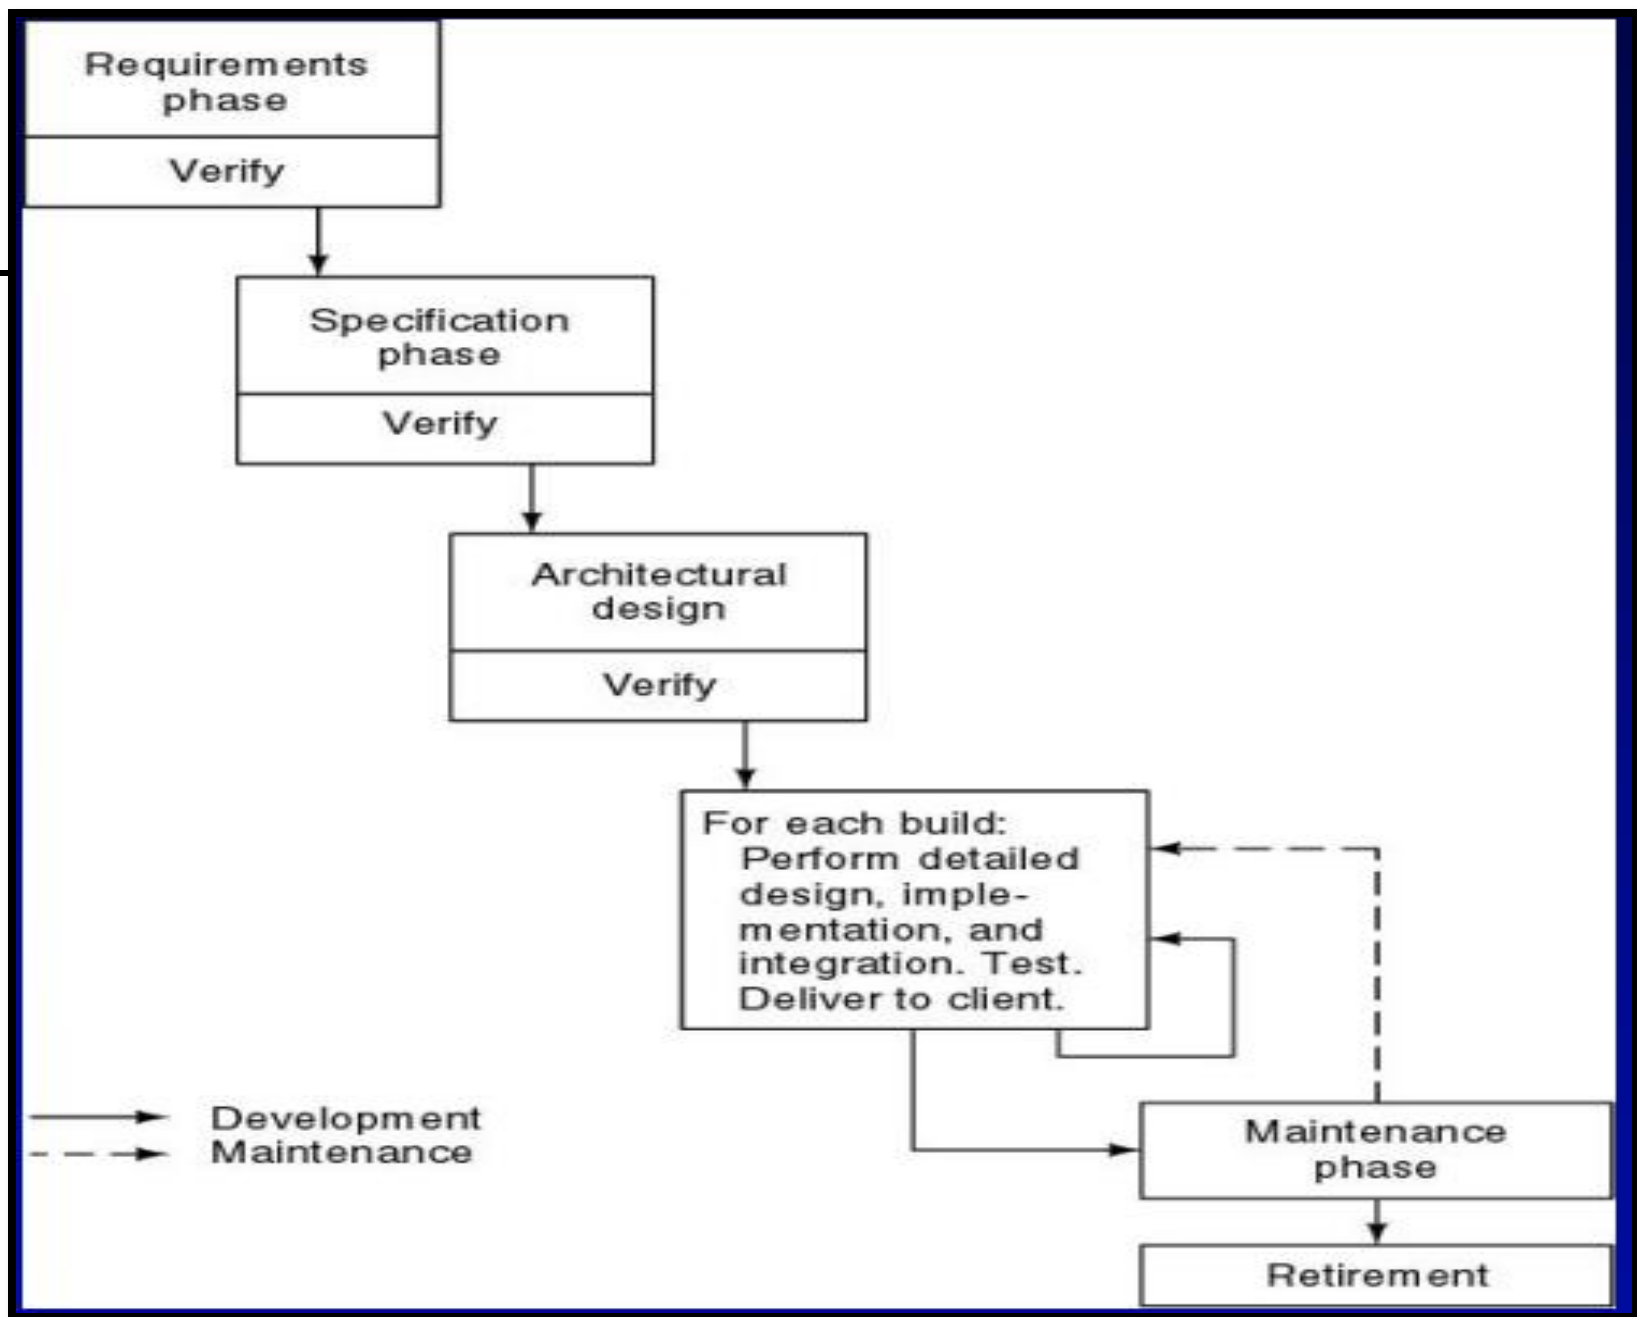 Requirements
phase
Verify
Specification
phase
Verify
Architectural
design
Verify
For each build:
Perform detailed
design, imple-
mentation, and
integration. Test.
Deliver to client.
Development
Maintenance
Maintenance
phase
Retirement